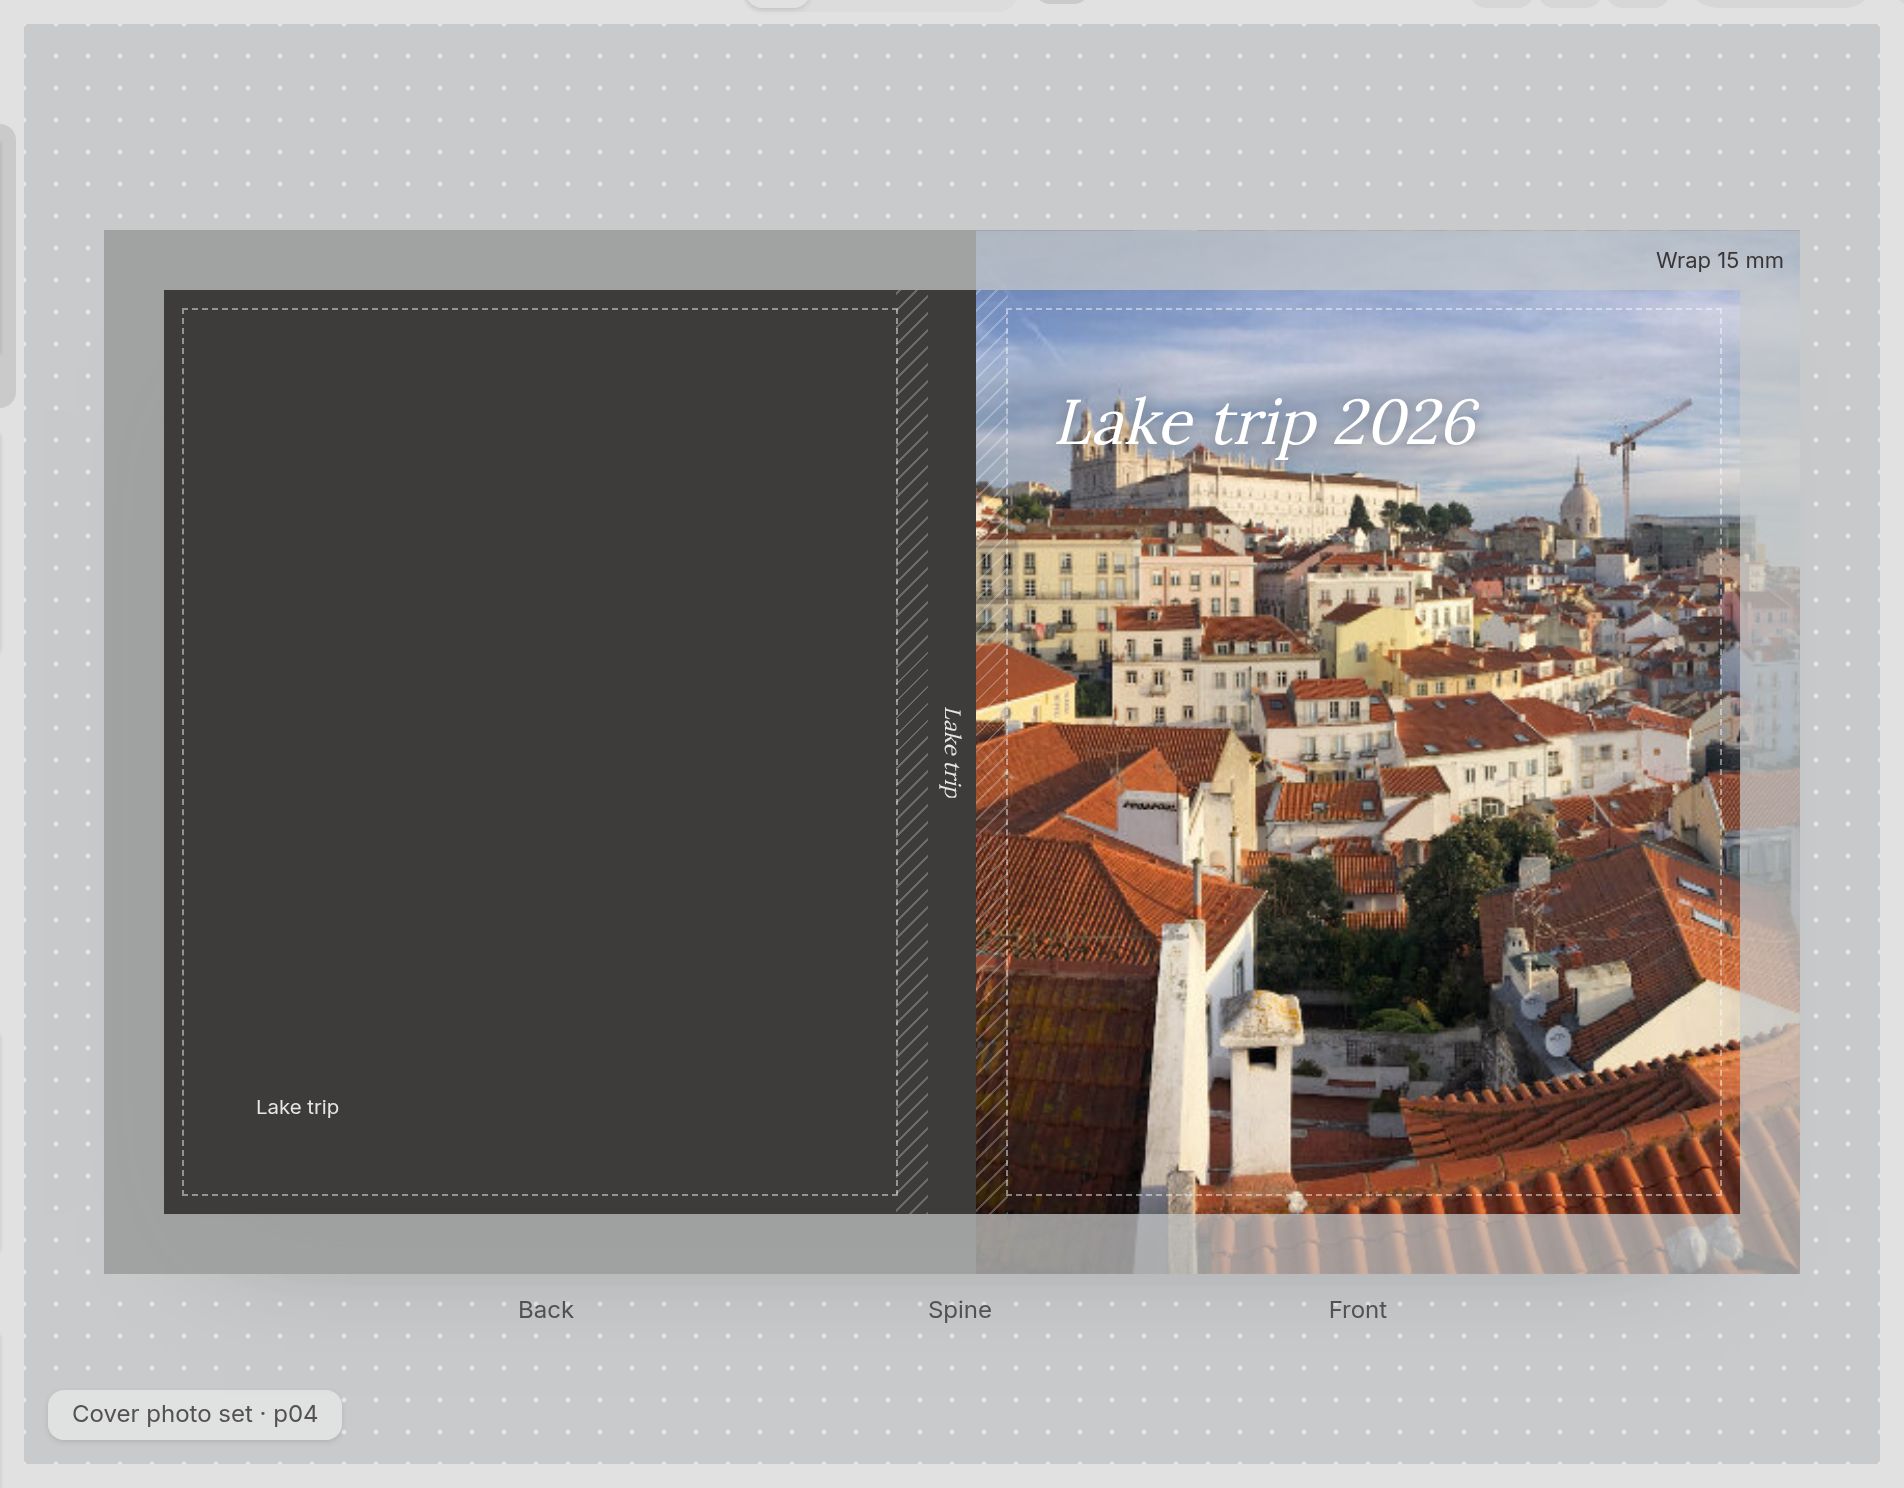 Wrap 15 mm
Lake trip 2026
Lake trip
Lake trip
Back
Spine
Front
Cover photo set · p04